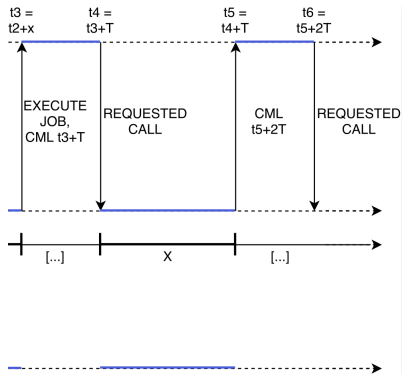 t3 =
t2+x
t4 =
t3+T
t5 =
t4+T
t6 =
t5+2T
EXECUTE
JOB,
CML t3+T
REQUESTED
CALL
CML
t5+2T
REQUESTED
CALL
[...]
X
[...]